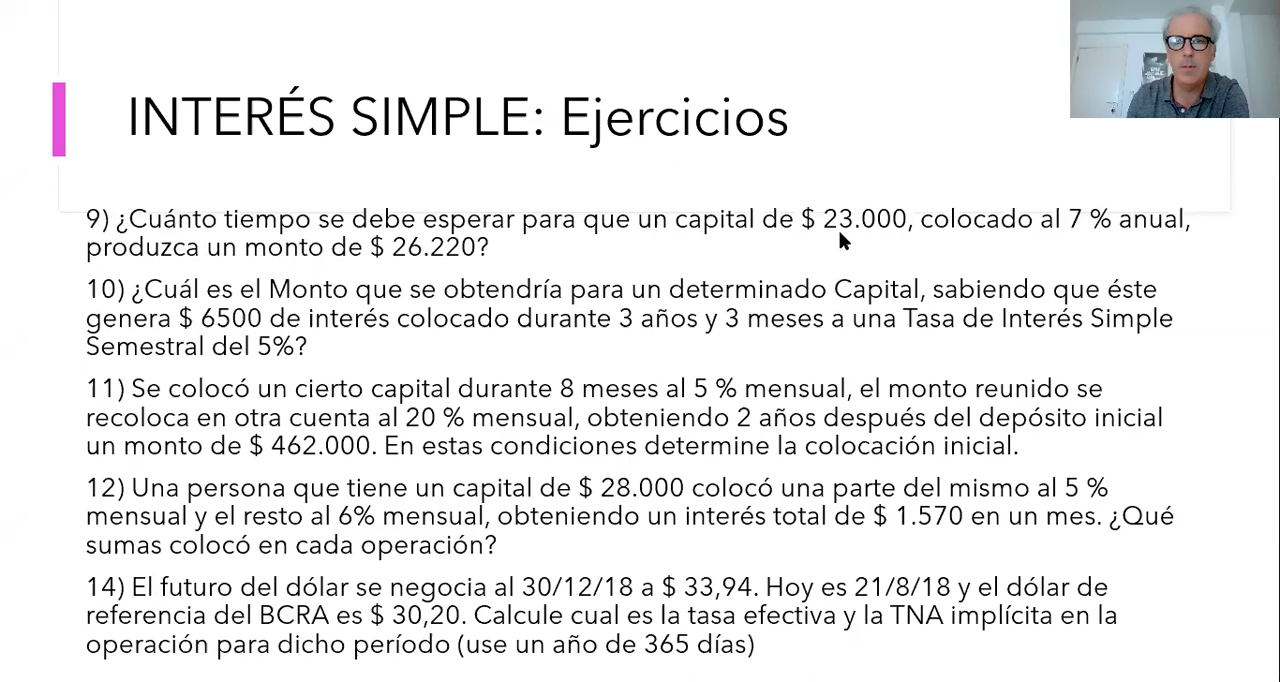 INTERÉS SIMPLE: Ejercicios
9) ¿Cuánto tiempo se debe esperar para que un capital de $ 23.000, colocado al 7 % anual,
produzca un monto de $ 26.220?
10) ¿Cuál es el Monto que se obtendría para un determinado Capital, sabiendo que éste
genera $ 6500 de interés colocado durante 3 años y 3 meses a una Tasa de Interés Simple
Semestral del 5%?
11) Se colocó un cierto capital durante 8 meses al 5 % mensual, el monto reunido se
recoloca en otra cuenta al 20 % mensual, obteniendo 2 años después del depósito inicial
un monto de $ 462.000. En estas condiciones determine la colocación inicial.
12) Una persona que tiene un capital de $ 28.000 colocó una parte del mismo al 5 %
mensual y el resto al 6% mensual, obteniendo un interés total de $ 1.570 en un mes. ¿Qué
sumas colocó en cada operación?
14) El futuro del dólar se negocia al 30/12/18 a $ 33,94. Hoy es 21/8/18 y el dólar de
referencia del BCRA es $ 30,20. Calcule cual es la tasa efectiva y la TNA implícita en la
operación para dicho período (use un año de 365 días)